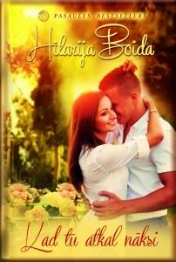 PASAULES BESTSELLERS
Hilarija Boida
Kad tu atkal nāksi